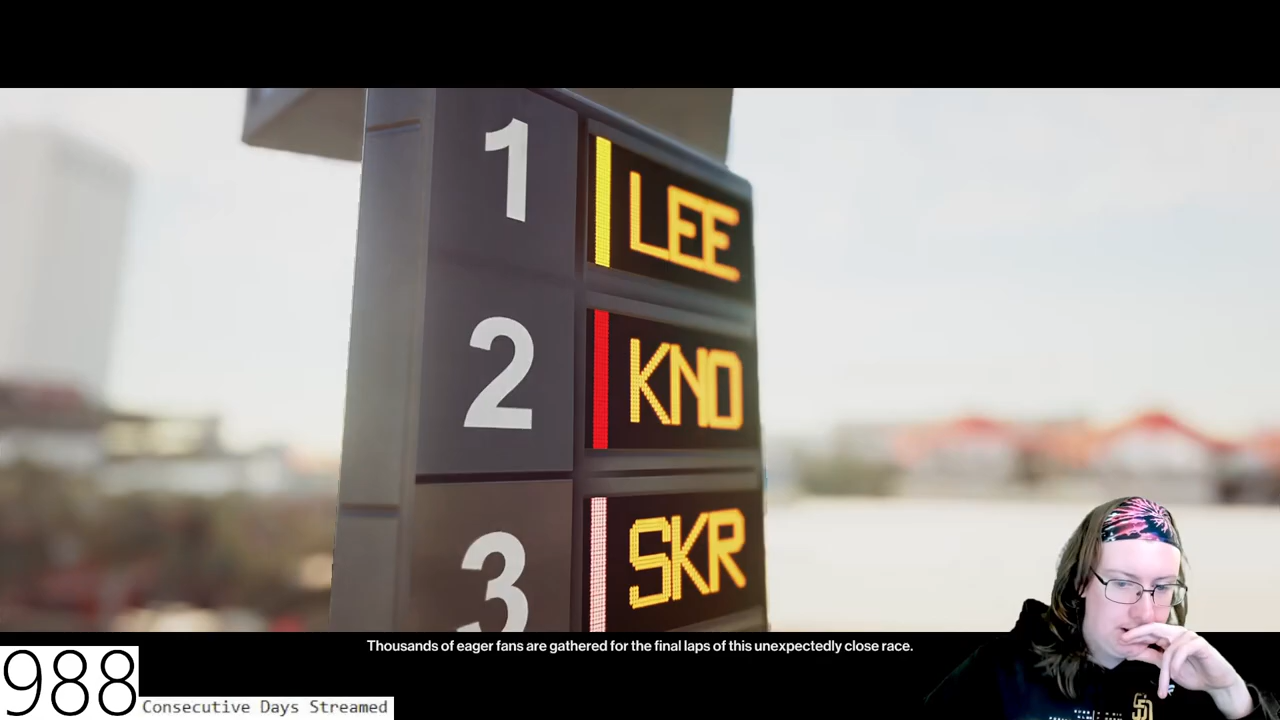 1 LEE
2 KNO
3 SKR
Thousands of eager fans are gathered for the final laps of this unexpectedly close race.
988 Consecutive Days Streamed
SD